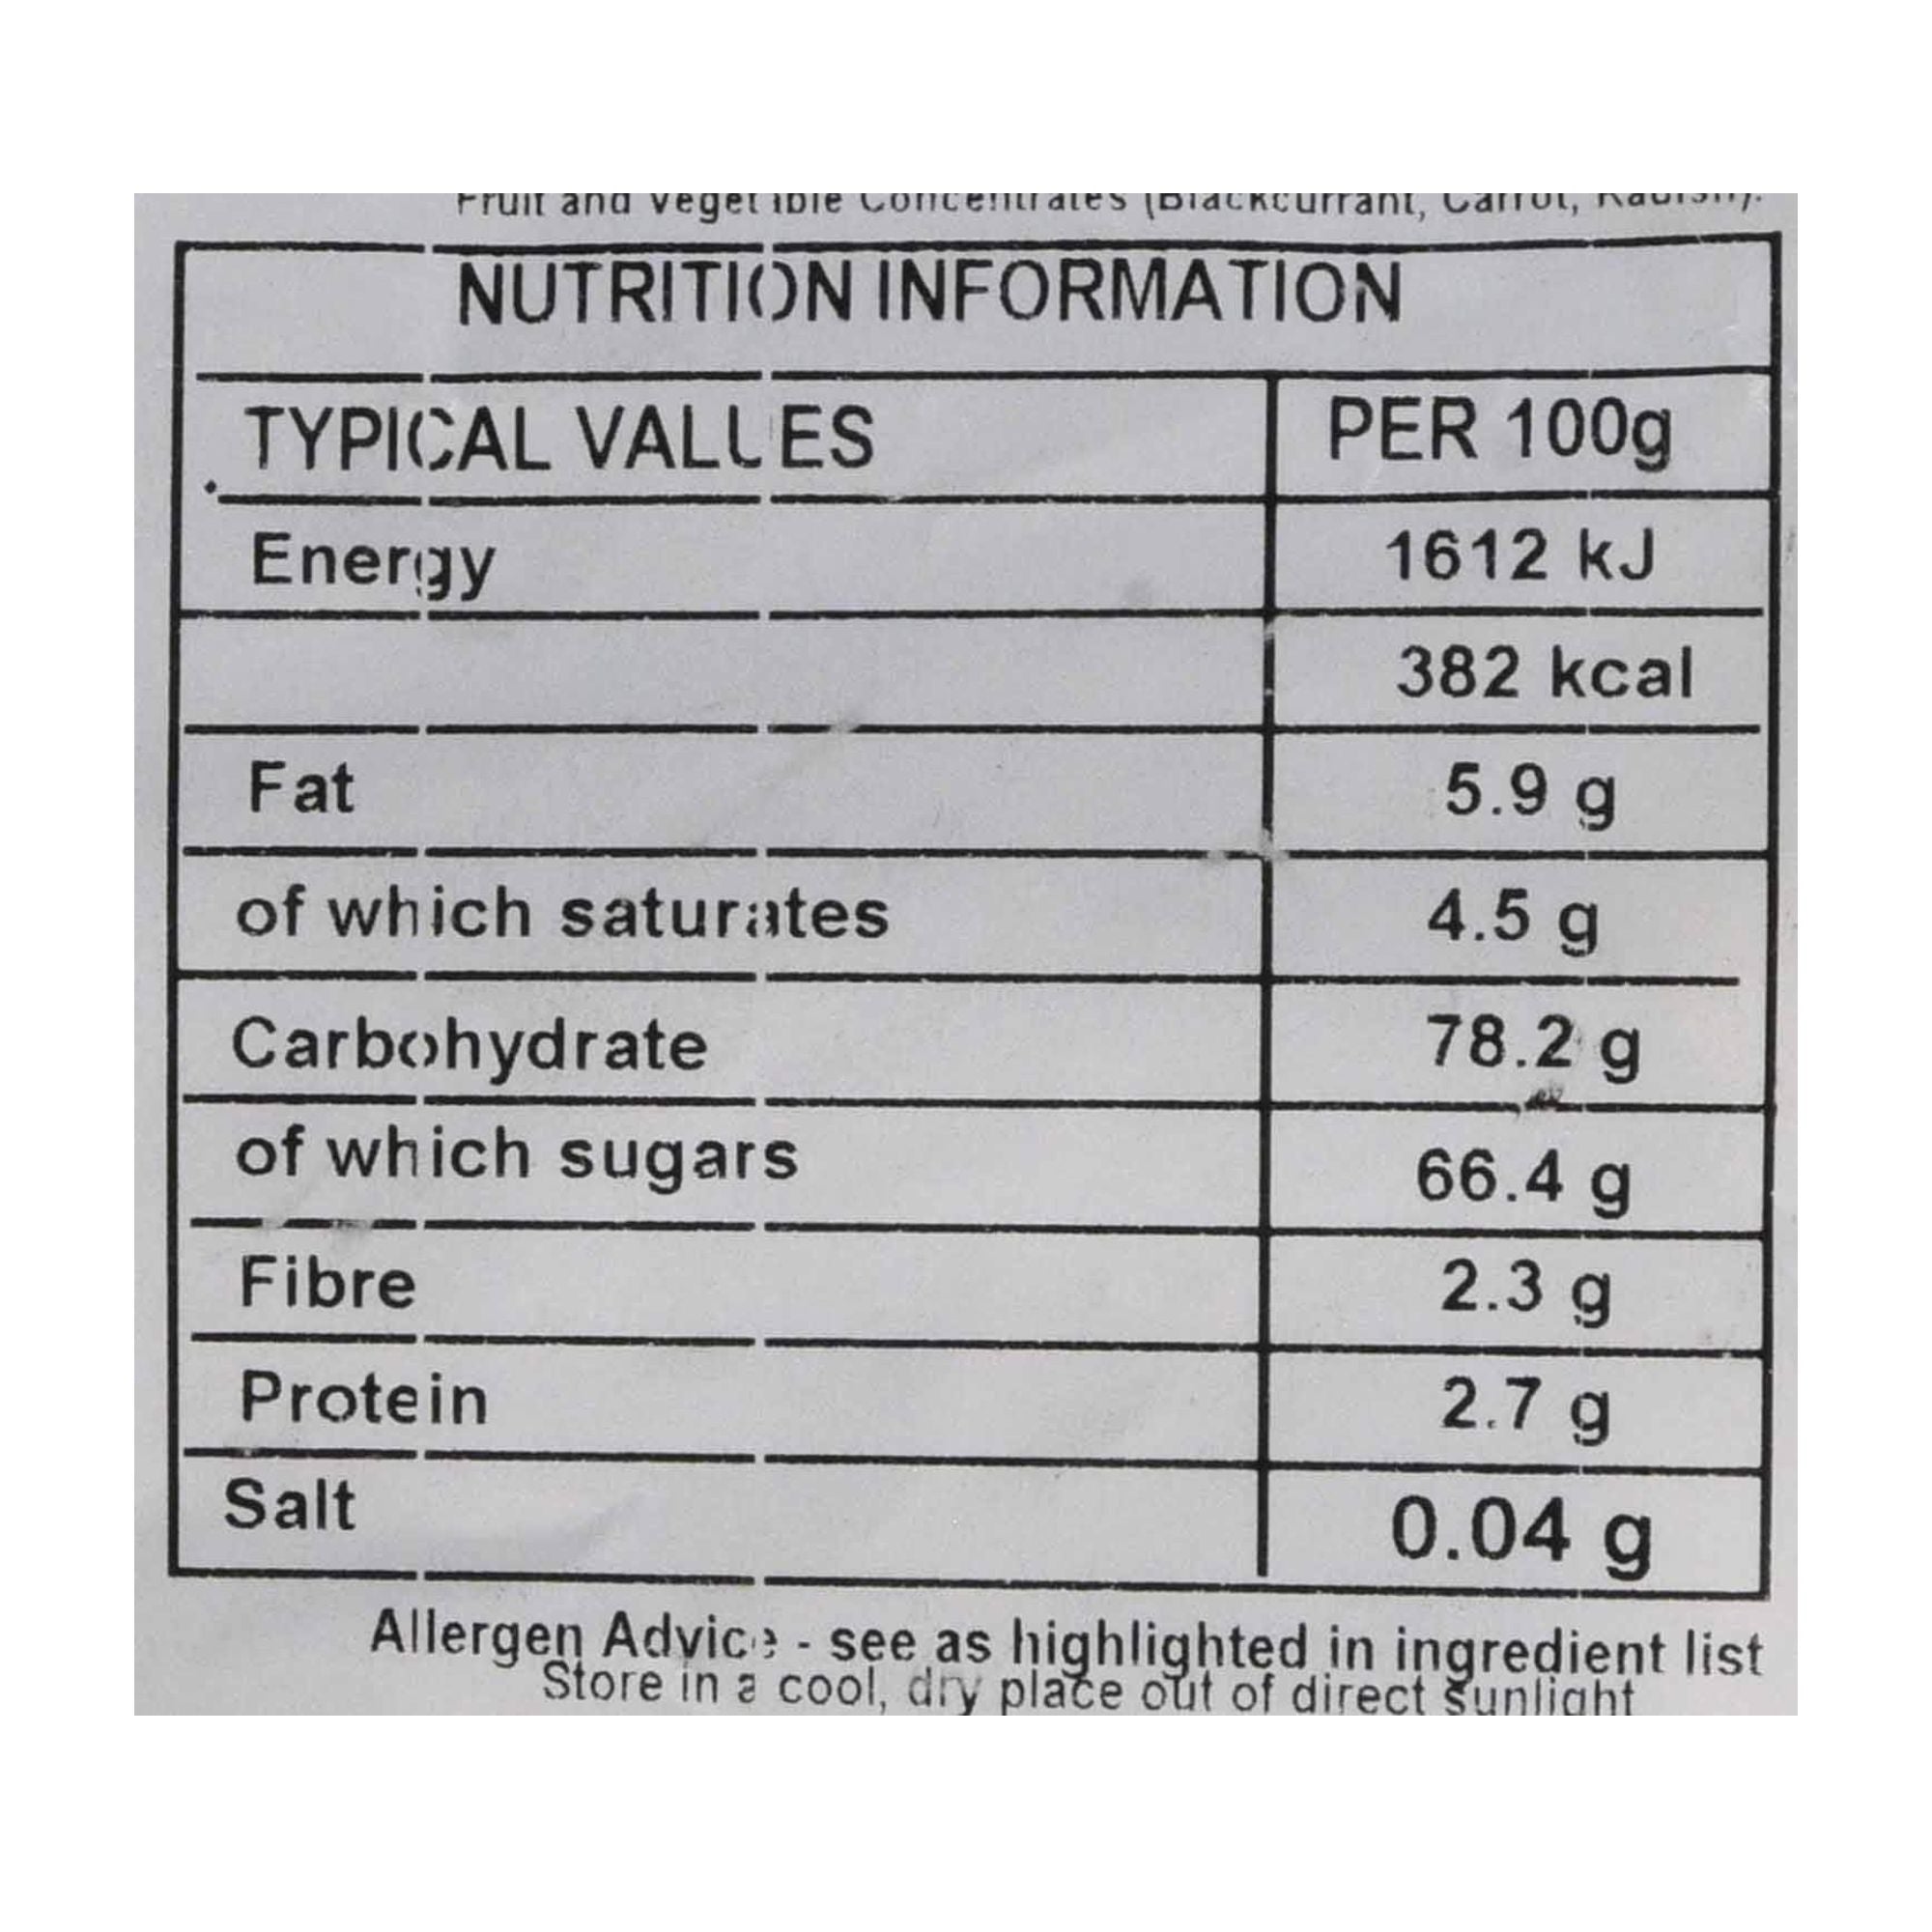 Fruit and Vegetable Concentrates (Blackcurrant, Carrot, Radish).
NUTRITION INFORMATION
TYPICAL VALUES PER 100g
Energy 1612 kJ
382 kcal
Fat 5.9 g
of which saturates 4.5 g
Carbohydrate 78.2 g
of which sugars 66.4 g
Fibre 2.3 g
Protein 2.7 g
Salt 0.04 g
Allergen Advice - see as highlighted in ingredient list
Store in a cool, dry place out of direct sunlight